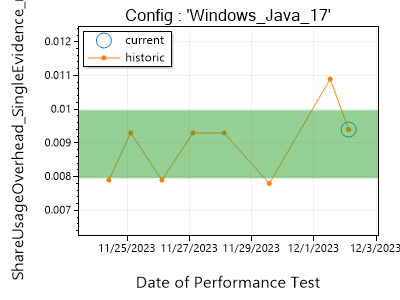 Config : 'Windows_Java_17'
ShareUsageOverhead_SingleEvidence_
0.012
0.011
0.01
0.009
0.008
0.007
current
historic
11/25/2023
11/27/2023
11/29/2023
12/1/2023
12/3/2023
Date of Performance Test